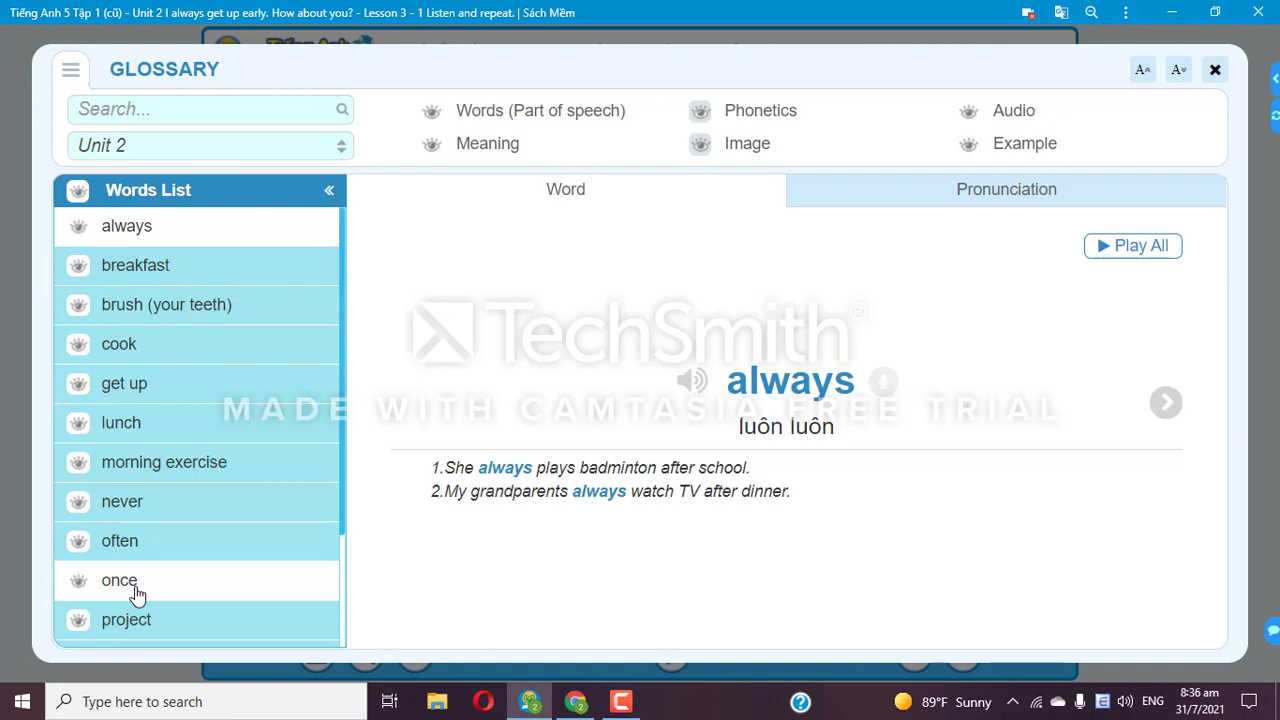 Tiếng Anh 5 Tập 1 (cũ) - Unit 2 I always get up early. How about you? - Lesson 3 - 1 Listen and repeat. | Sách Mềm
GLOSSARY
A A
Search...
Unit 2
Words (Part of speech)
Phonetics
Audio
Meaning
Image
Example
Words List
«
always
breakfast
brush (your teeth)
cook
get up
lunch
morning exercise
never
often
once
project
Word
Pronunciation
Play All
TechSmith®
always
MADE WITH CAMTASIA FREE TRIAL
luôn luôn
1.She always plays badminton after school.
2.My grandparents always watch TV after dinner.
Type here to search
2
2
89°F Sunny
ENG
8:36 am
31/7/2021